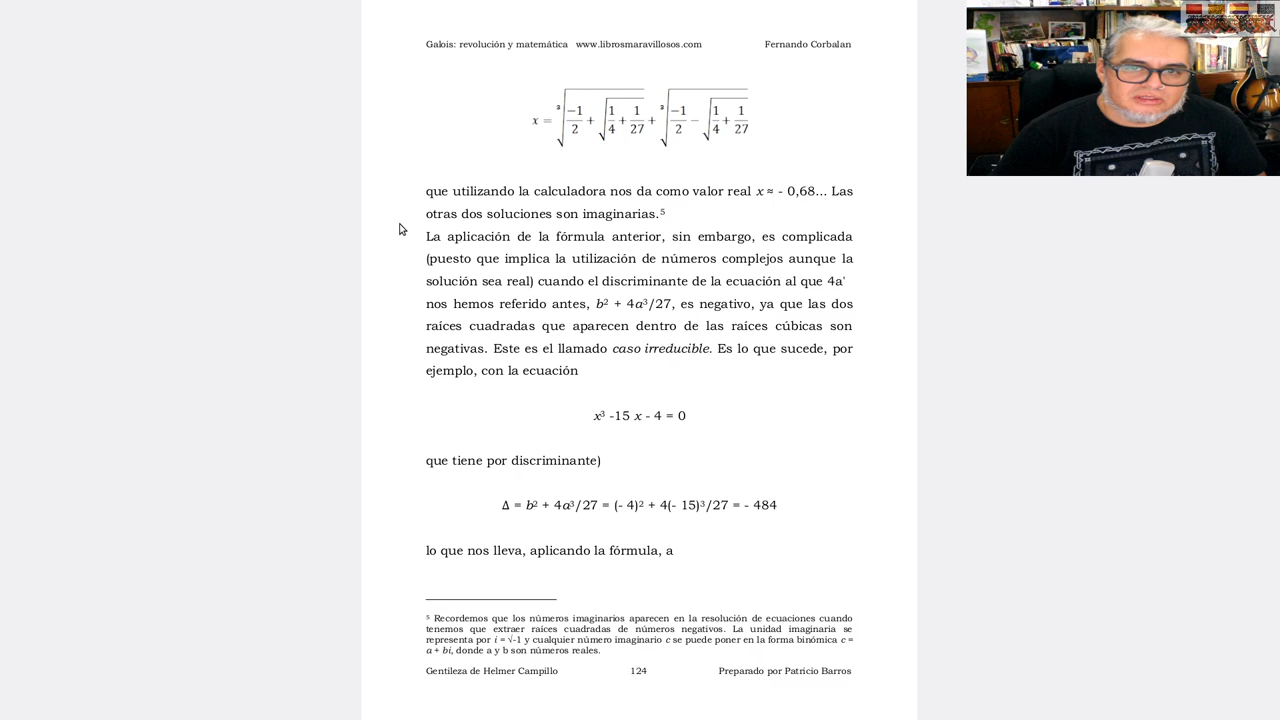 Galois: revolución y matemática www.librosmaravillosos.com Fernando Corbalan
x = ∛(-1/2 + √(1/4 + 1/27)) + ∛(-1/2 − √(1/4 + 1/27))
que utilizando la calculadora nos da como valor real x ≈ - 0,68... Las
otras dos soluciones son imaginarias.⁵
La aplicación de la fórmula anterior, sin embargo, es complicada
(puesto que implica la utilización de números complejos aunque la
solución sea real) cuando el discriminante de la ecuación al que 4a'
nos hemos referido antes, b² + 4a³/27, es negativo, ya que las dos
raíces cuadradas que aparecen dentro de las raíces cúbicas son
negativas. Este es el llamado caso irreducible. Es lo que sucede, por
ejemplo, con la ecuación
x³ -15 x - 4 = 0
que tiene por discriminante)
Δ = b² + 4a³/27 = (- 4)² + 4(- 15)³/27 = - 484
lo que nos lleva, aplicando la fórmula, a
⁵ Recordemos que los números imaginarios aparecen en la resolución de ecuaciones cuando
tenemos que extraer raíces cuadradas de números negativos. La unidad imaginaria se
representa por i = √-1 y cualquier número imaginario c se puede poner en la forma binómica c =
a + bi, donde a y b son números reales.
Gentileza de Helmer Campillo 124 Preparado por Patricio Barros